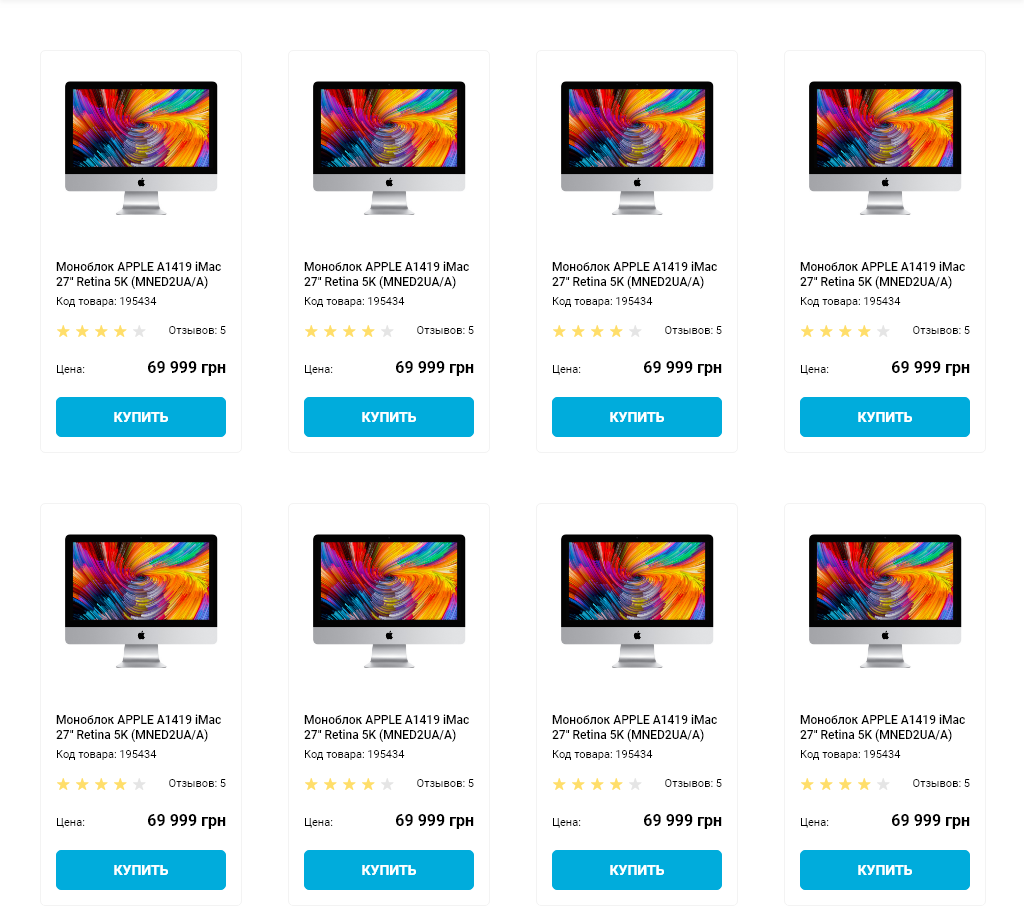 Моноблок APPLE A1419 iMac
27" Retina 5K (MNED2UA/A)
Код товара: 195434
Отзывов: 5
Цена: 69 999 грн
КУПИТЬ
Моноблок APPLE A1419 iMac
27" Retina 5K (MNED2UA/A)
Код товара: 195434
Отзывов: 5
Цена: 69 999 грн
КУПИТЬ
Моноблок APPLE A1419 iMac
27" Retina 5K (MNED2UA/A)
Код товара: 195434
Отзывов: 5
Цена: 69 999 грн
КУПИТЬ
Моноблок APPLE A1419 iMac
27" Retina 5K (MNED2UA/A)
Код товара: 195434
Отзывов: 5
Цена: 69 999 грн
КУПИТЬ
Моноблок APPLE A1419 iMac
27" Retina 5K (MNED2UA/A)
Код товара: 195434
Отзывов: 5
Цена: 69 999 грн
КУПИТЬ
Моноблок APPLE A1419 iMac
27" Retina 5K (MNED2UA/A)
Код товара: 195434
Отзывов: 5
Цена: 69 999 грн
КУПИТЬ
Моноблок APPLE A1419 iMac
27" Retina 5K (MNED2UA/A)
Код товара: 195434
Отзывов: 5
Цена: 69 999 грн
КУПИТЬ
Моноблок APPLE A1419 iMac
27" Retina 5K (MNED2UA/A)
Код товара: 195434
Отзывов: 5
Цена: 69 999 грн
КУПИТЬ